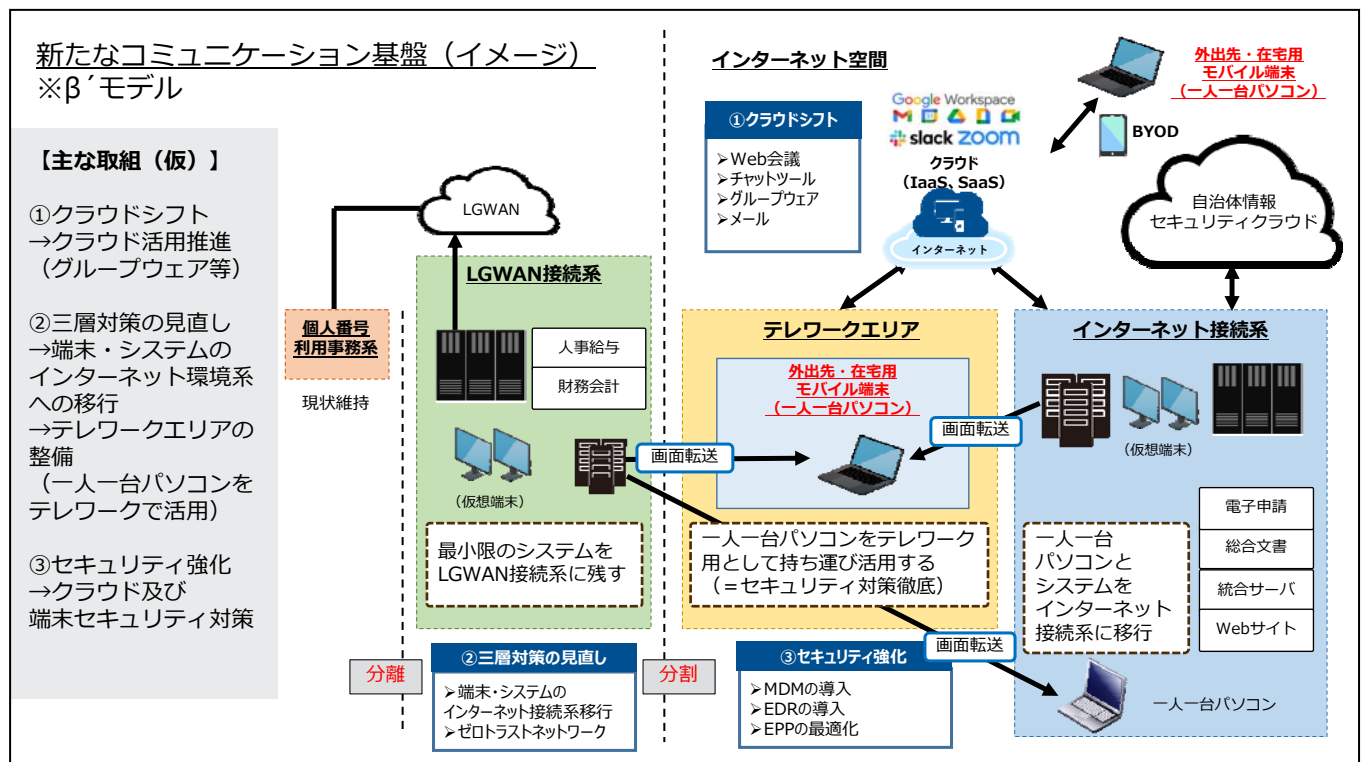 新たなコミュニケーション基盤（イメージ）
※β´モデル
【主な取組（仮）】
①クラウドシフト
→クラウド活用推進
（グループウェア等）
②三層対策の見直し
→端末・システムの
インターネット環境系
への移行
→テレワークエリアの
整備
（一人一台パソコンを
テレワークで活用）
③セキュリティ強化
→クラウド及び
端末セキュリティ対策
個人番号
利用事務系
現状維持
LGWAN
LGWAN接続系
人事給与
財務会計
（仮想端末）
最小限のシステムを
LGWAN接続系に残す
分離
②三層対策の見直し
➢端末・システムの
インターネット接続系移行
➢ゼロトラストネットワーク
分割
インターネット空間
①クラウドシフト
➢Web会議
➢チャットツール
➢グループウェア
➢メール
Google Workspace
slack zoom
クラウド
（IaaS、SaaS）
インターネット
外出先・在宅用
モバイル端末
（一人一台パソコン）
BYOD
自治体情報
セキュリティクラウド
テレワークエリア
外出先・在宅用
モバイル端末
（一人一台パソコン）
画面転送
画面転送
一人一台パソコンをテレワーク
用として持ち運び活用する
（＝セキュリティ対策徹底）
画面転送
③セキュリティ強化
➢MDMの導入
➢EDRの導入
➢EPPの最適化
インターネット接続系
（仮想端末）
一人一台
パソコンと
システムを
インターネット
接続系に移行
電子申請
総合文書
統合サーバ
Webサイト
一人一台パソコン